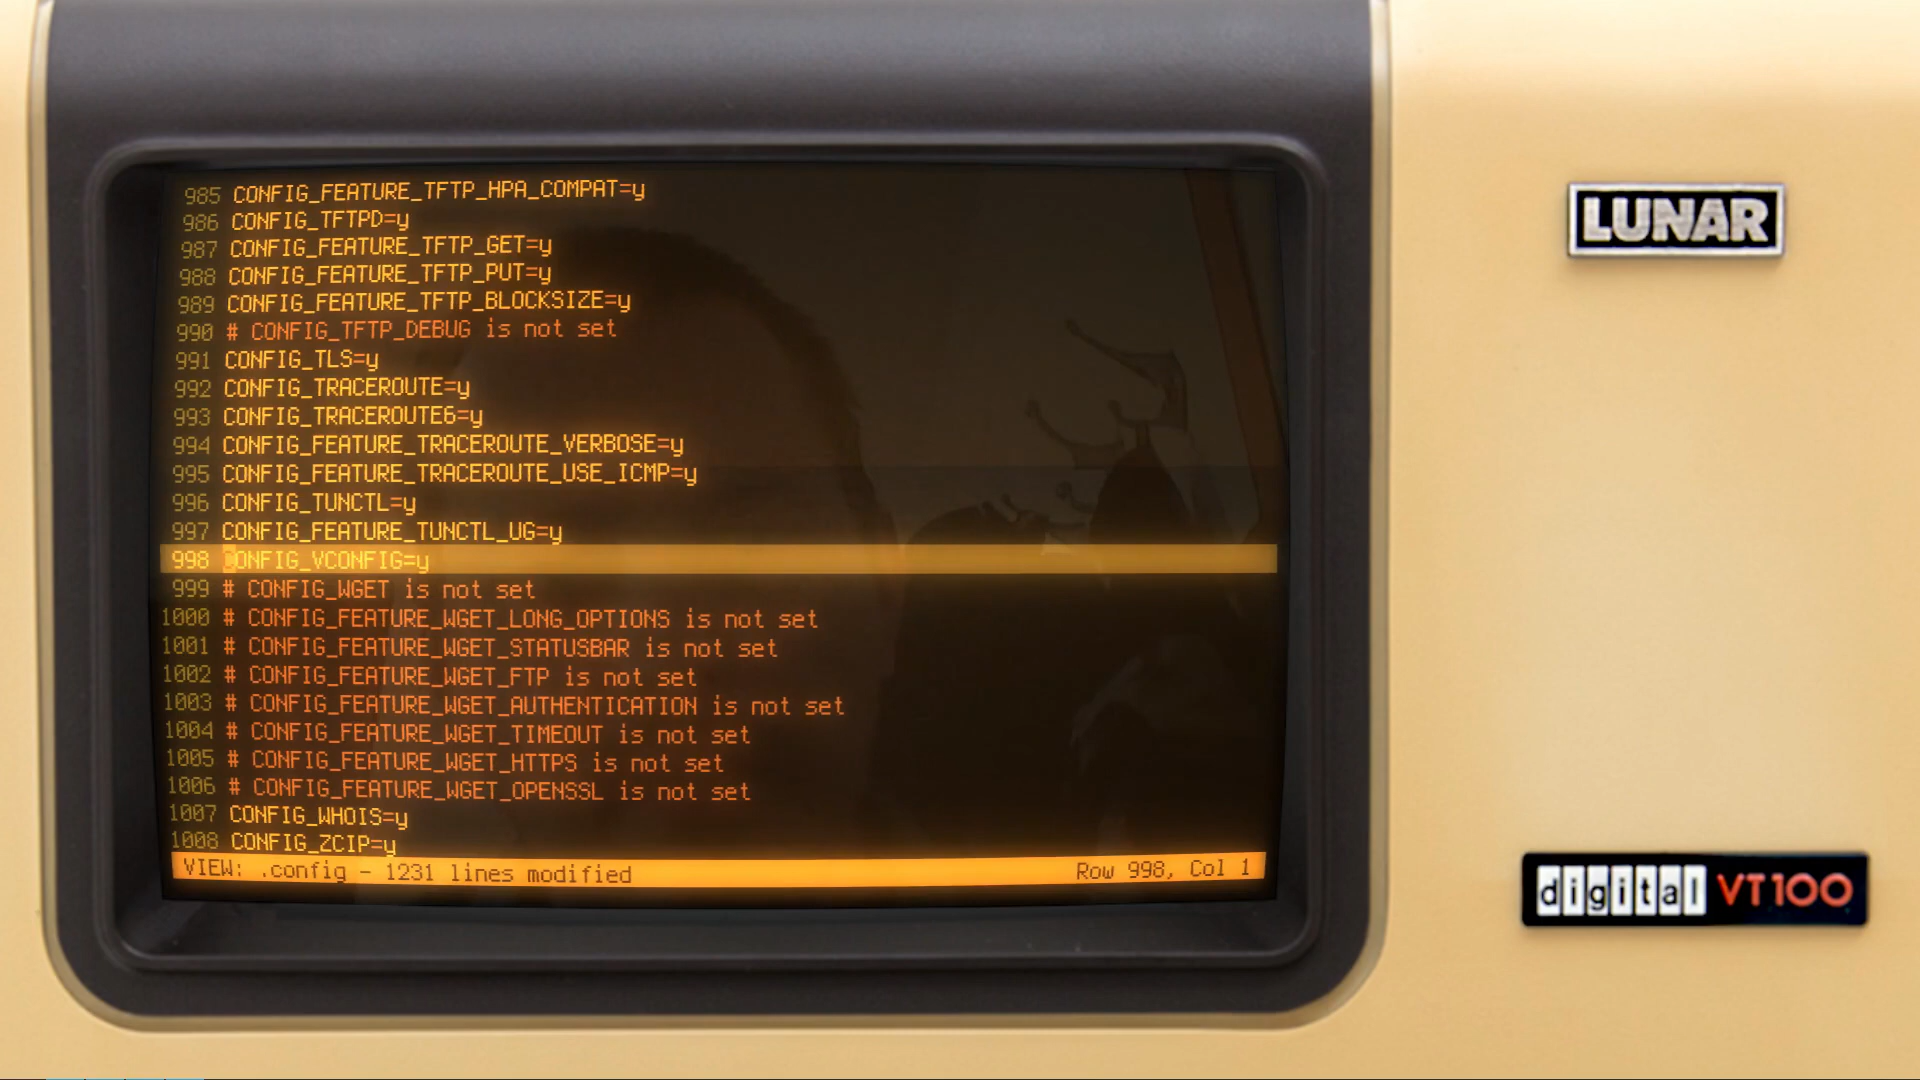 985 CONFIG_FEATURE_TFTP_HPA_COMPAT=y
986 CONFIG_TFTPD=y
987 CONFIG_FEATURE_TFTP_GET=y
988 CONFIG_FEATURE_TFTP_PUT=y
989 CONFIG_FEATURE_TFTP_BLOCKSIZE=y
990 # CONFIG_TFTP_DEBUG is not set
991 CONFIG_TLS=y
992 CONFIG_TRACEROUTE=y
993 CONFIG_TRACEROUTE6=y
994 CONFIG_FEATURE_TRACEROUTE_VERBOSE=y
995 CONFIG_FEATURE_TRACEROUTE_USE_ICMP=y
996 CONFIG_TUNCTL=y
997 CONFIG_FEATURE_TUNCTL_UG=y
998 CONFIG_VCONFIG=y
999 # CONFIG_WGET is not set
1000 # CONFIG_FEATURE_WGET_LONG_OPTIONS is not set
1001 # CONFIG_FEATURE_WGET_STATUSBAR is not set
1002 # CONFIG_FEATURE_WGET_FTP is not set
1003 # CONFIG_FEATURE_WGET_AUTHENTICATION is not set
1004 # CONFIG_FEATURE_WGET_TIMEOUT is not set
1005 # CONFIG_FEATURE_WGET_HTTPS is not set
1006 # CONFIG_FEATURE_WGET_OPENSSL is not set
1007 CONFIG_WHOIS=y
1008 CONFIG_ZCIP=y
VIEW: .config - 1231 lines modified Row 998, Col 1
LUNAR
digital VT100